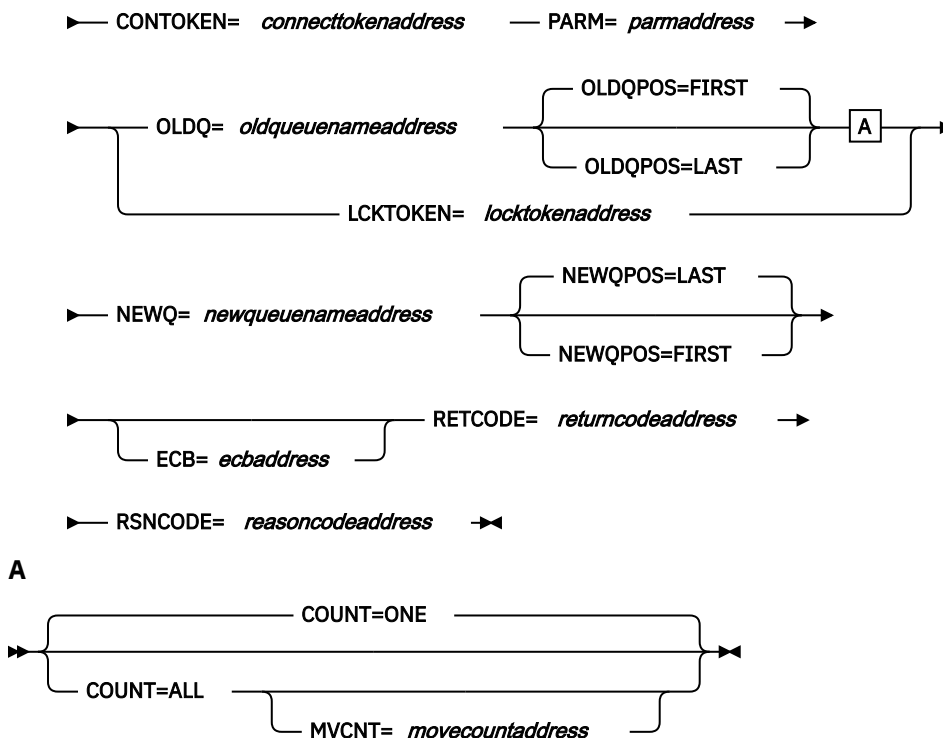 CONTOKEN= connecttokenaddress PARM= parmaddress
OLDQPOS=FIRST
OLDQ= oldqueuenameaddress A
OLDQPOS=LAST
LCKTOKEN= locktokenaddress
NEWQPOS=LAST
NEWQ= newqueuenameaddress
NEWQPOS=FIRST
RETCODE= returncodeaddress
ECB= ecbaddress
RSNCODE= reasoncodeaddress
A
COUNT=ONE
COUNT=ALL
MVCNT= movecountaddress